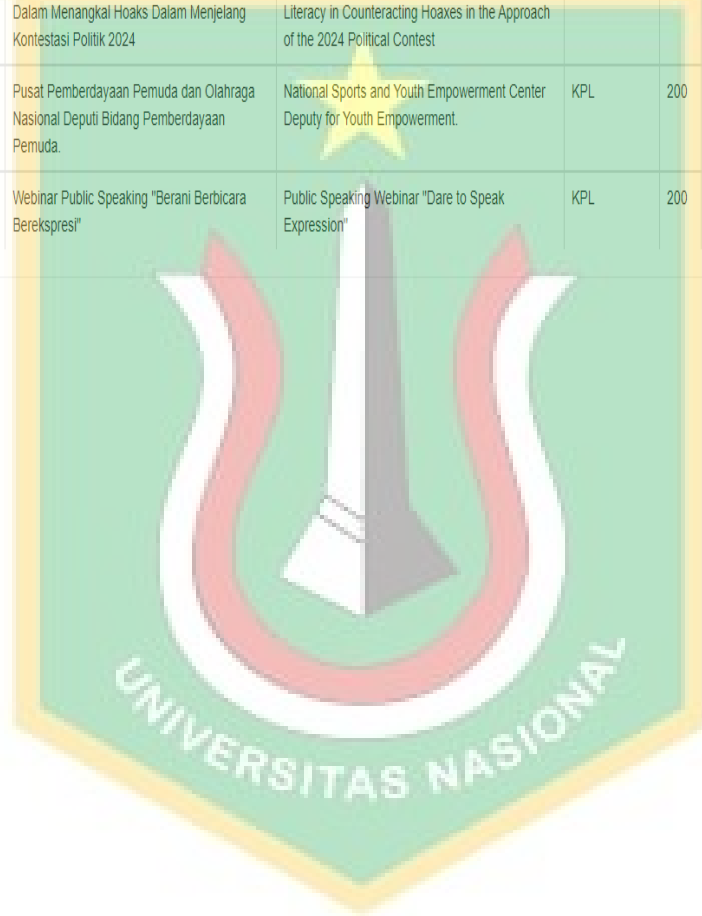 Dalam Menangkal Hoaks Dalam Menjelang
Kontestasi Politik 2024
Literacy in Counteracting Hoaxes in the Approach
of the 2024 Political Contest
Pusat Pemberdayaan Pemuda dan Olahraga
Nasional Deputi Bidang Pemberdayaan
Pemuda.
National Sports and Youth Empowerment Center
Deputy for Youth Empowerment.
KPL
200
Webinar Public Speaking "Berani Berbicara
Berekspresi"
Public Speaking Webinar "Dare to Speak
Expression"
KPL
200
UNIVERSITAS NASIONAL